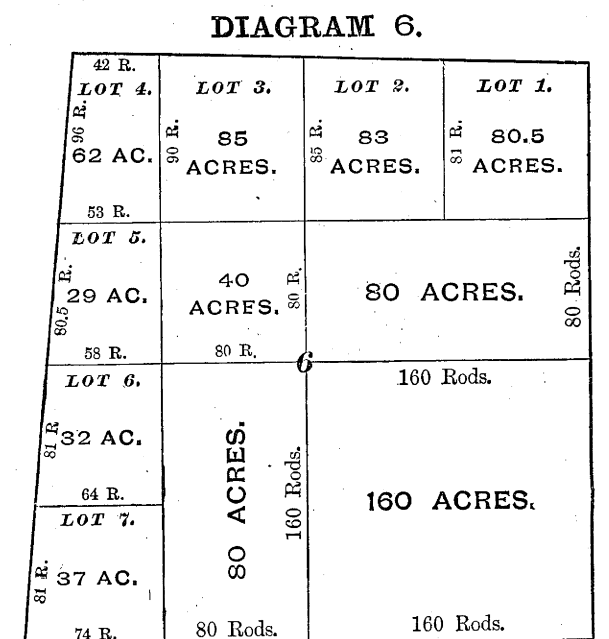 DIAGRAM 6.
42 R.
LOT 4.
96 R.
62 AC.
53 R.
LOT 3.
90 R.
85
ACRES.
LOT 2.
85 R.
83
ACRES.
LOT 1.
81 R.
80.5
ACRES.
LOT 5.
80.5 R.
29 AC.
58 R.
40
ACRES.
80 R.
80 R.
80 ACRES.
80 Rods.
6
LOT 6.
81 R
32 AC.
64 R.
LOT 7.
81 R.
37 AC.
74 R.
80 ACRES.
160 Rods.
80 Rods.
160 Rods.
160 ACRES.
160 Rods.